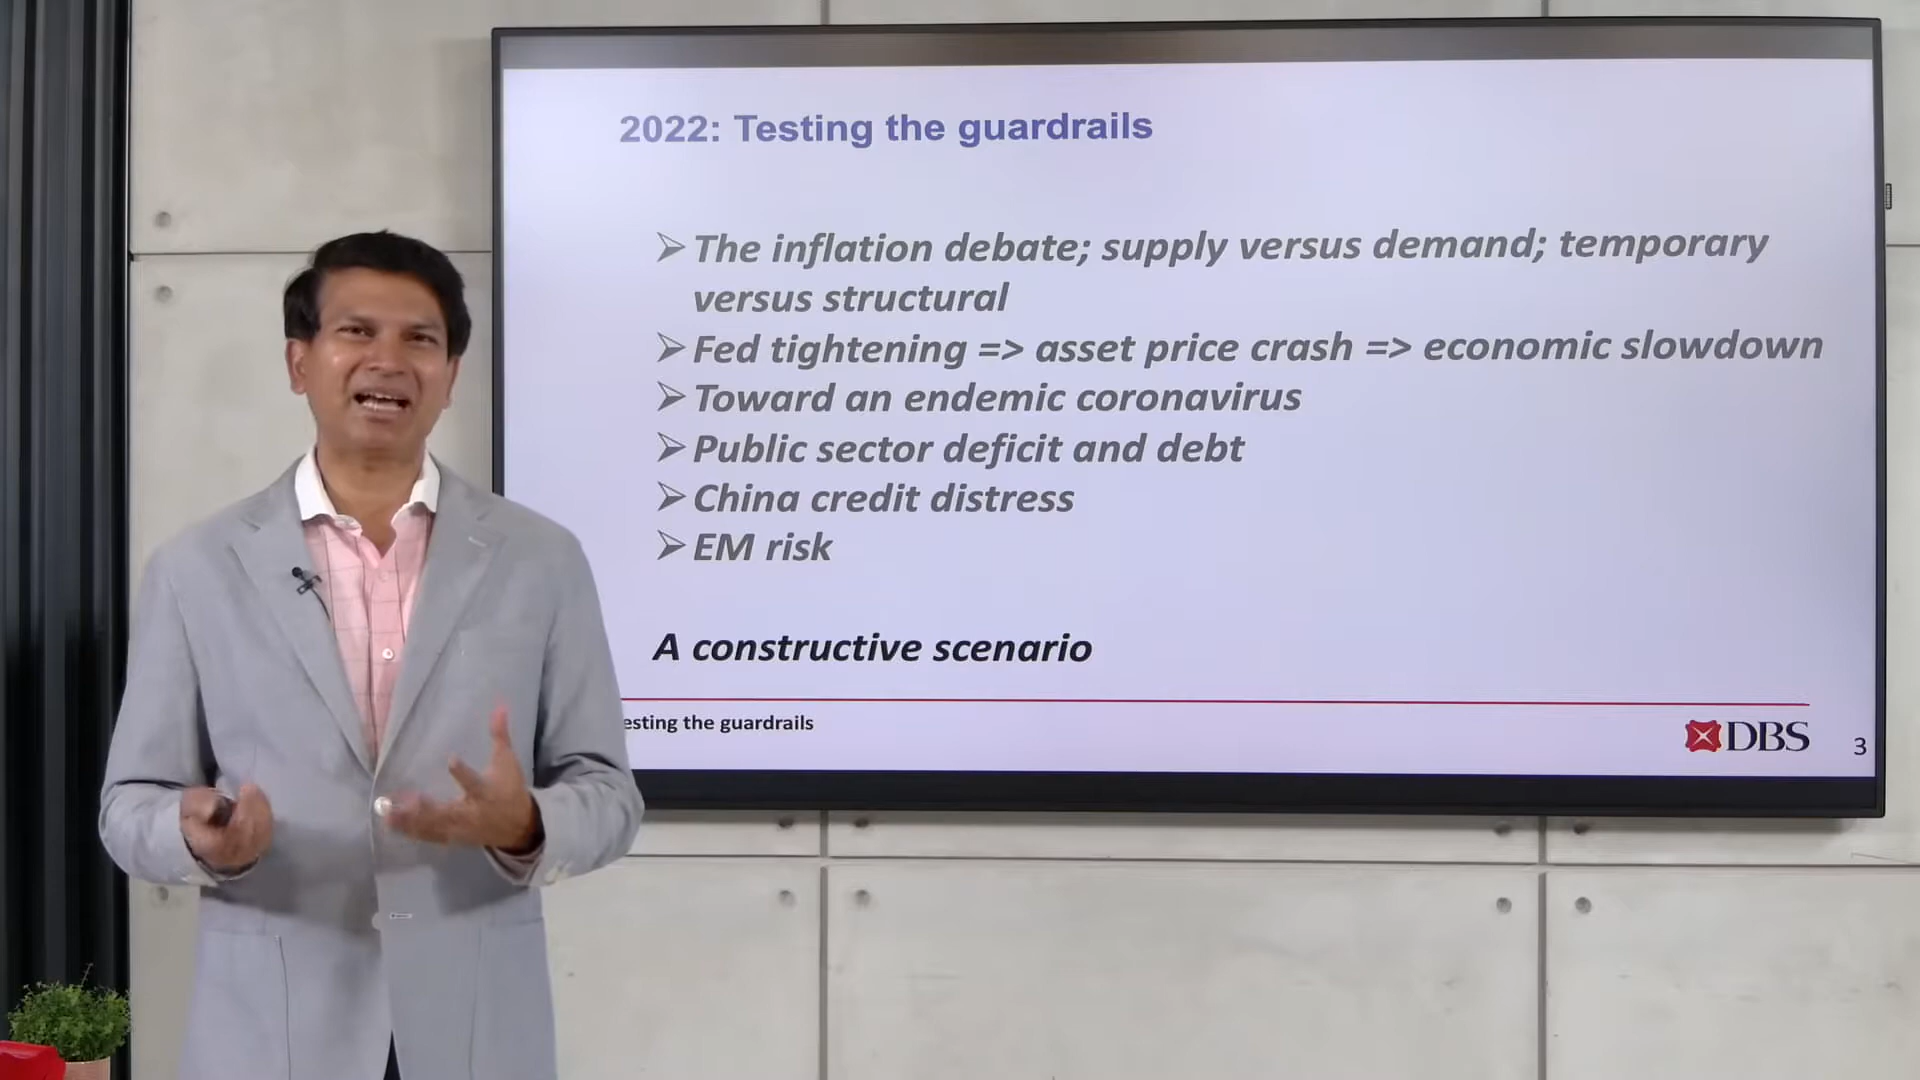 2022: Testing the guardrails
The inflation debate; supply versus demand; temporary
versus structural
Fed tightening => asset price crash => economic slowdown
Toward an endemic coronavirus
Public sector deficit and debt
China credit distress
EM risk
A constructive scenario
esting the guardrails
DBS
3